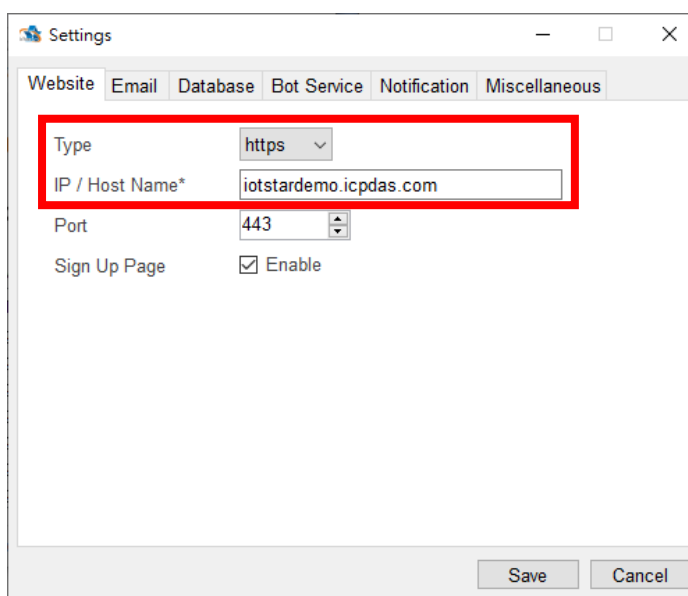 Settings
Website Email Database Bot Service Notification Miscellaneous
Type https
IP / Host Name* iotstardemo.icpdas.com
Port 443
Sign Up Page Enable
Save Cancel